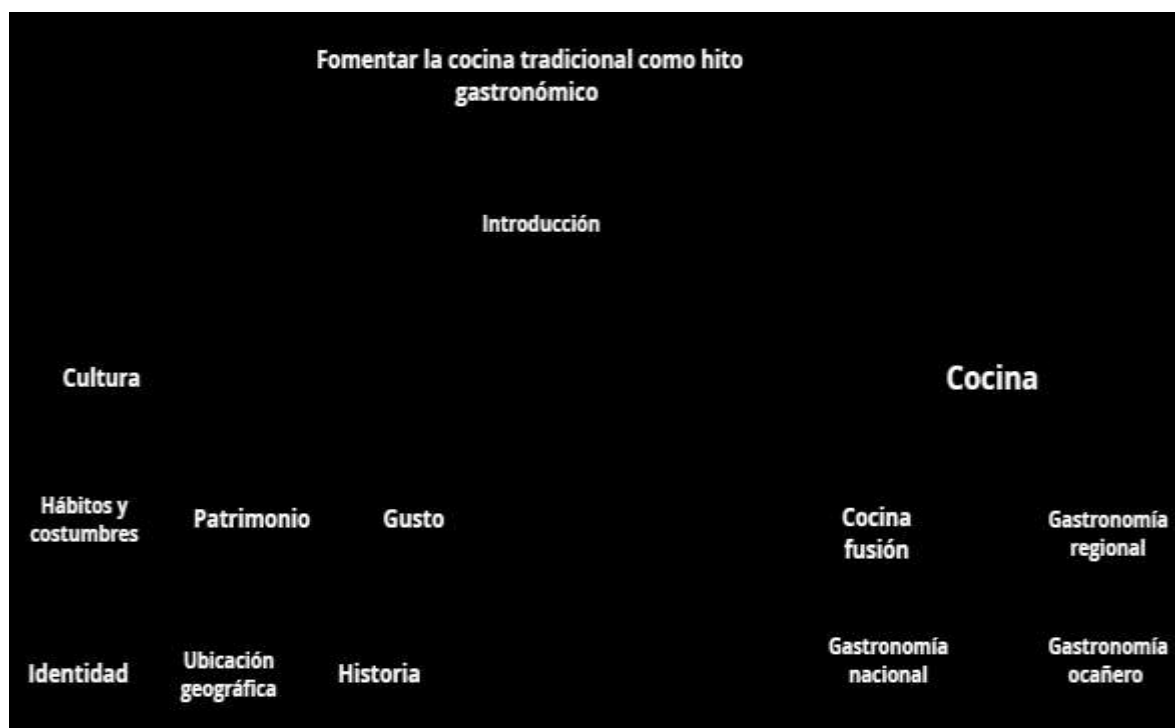 Fomentar la cocina tradicional como hito
gastronómico
Introducción
Cultura
Cocina
Hábitos y
costumbres
Patrimonio
Gusto
Cocina
fusión
Gastronomía
regional
Identidad
Ubicación
geográfica
Historia
Gastronomía
nacional
Gastronomía
ocañero